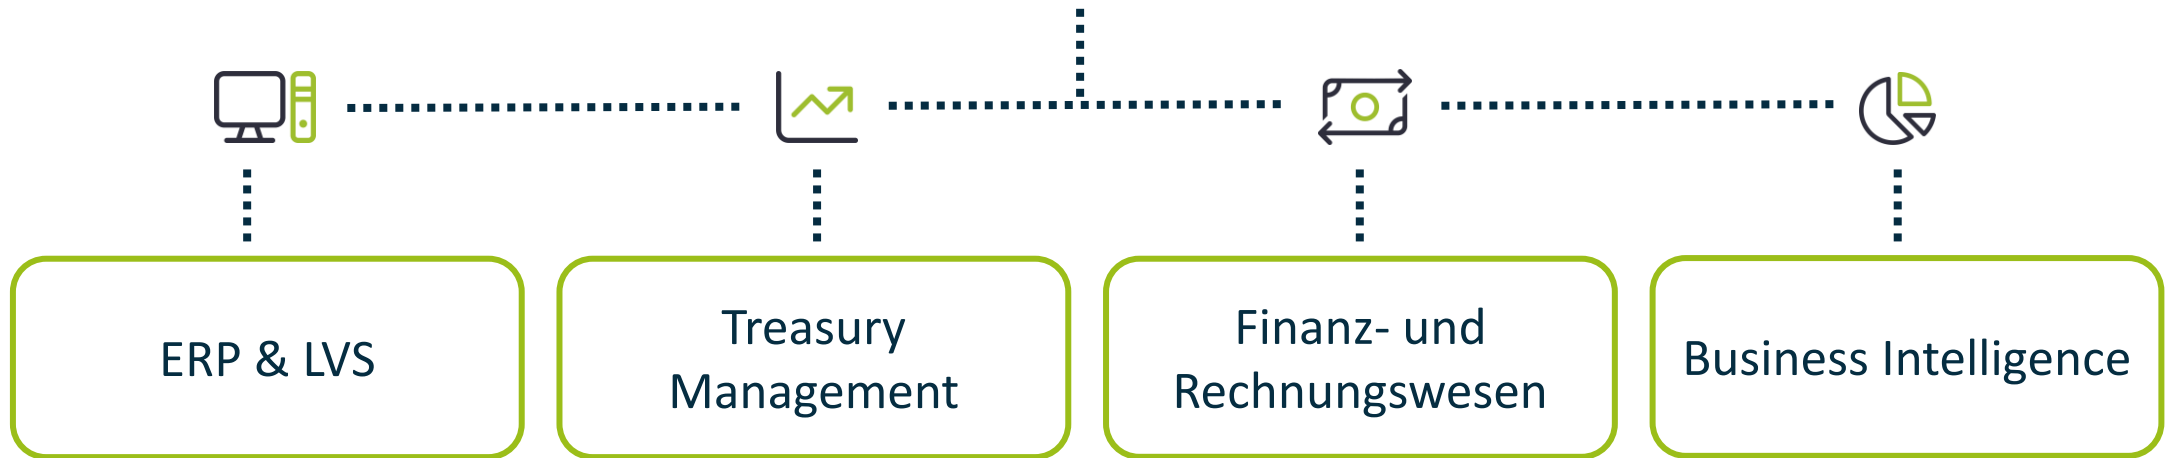 ERP & LVS
Treasury
Management
Finanz- und
Rechnungswesen
Business Intelligence